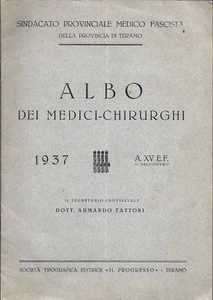 SINDACATO PROVINCIALE MEDICO FASCISTA
DELLA PROVINCIA DI TERAMO
ALBO
DEI MEDICI-CHIRURGHI
1937
A. XV E.F.
IL SEGRETARIO PROVINCIALE
DOTT. ARMANDO TATTONI
SOCIETÀ TIPOGRAFICA EDITRICE «IL PROGRESSO» - TERAMO